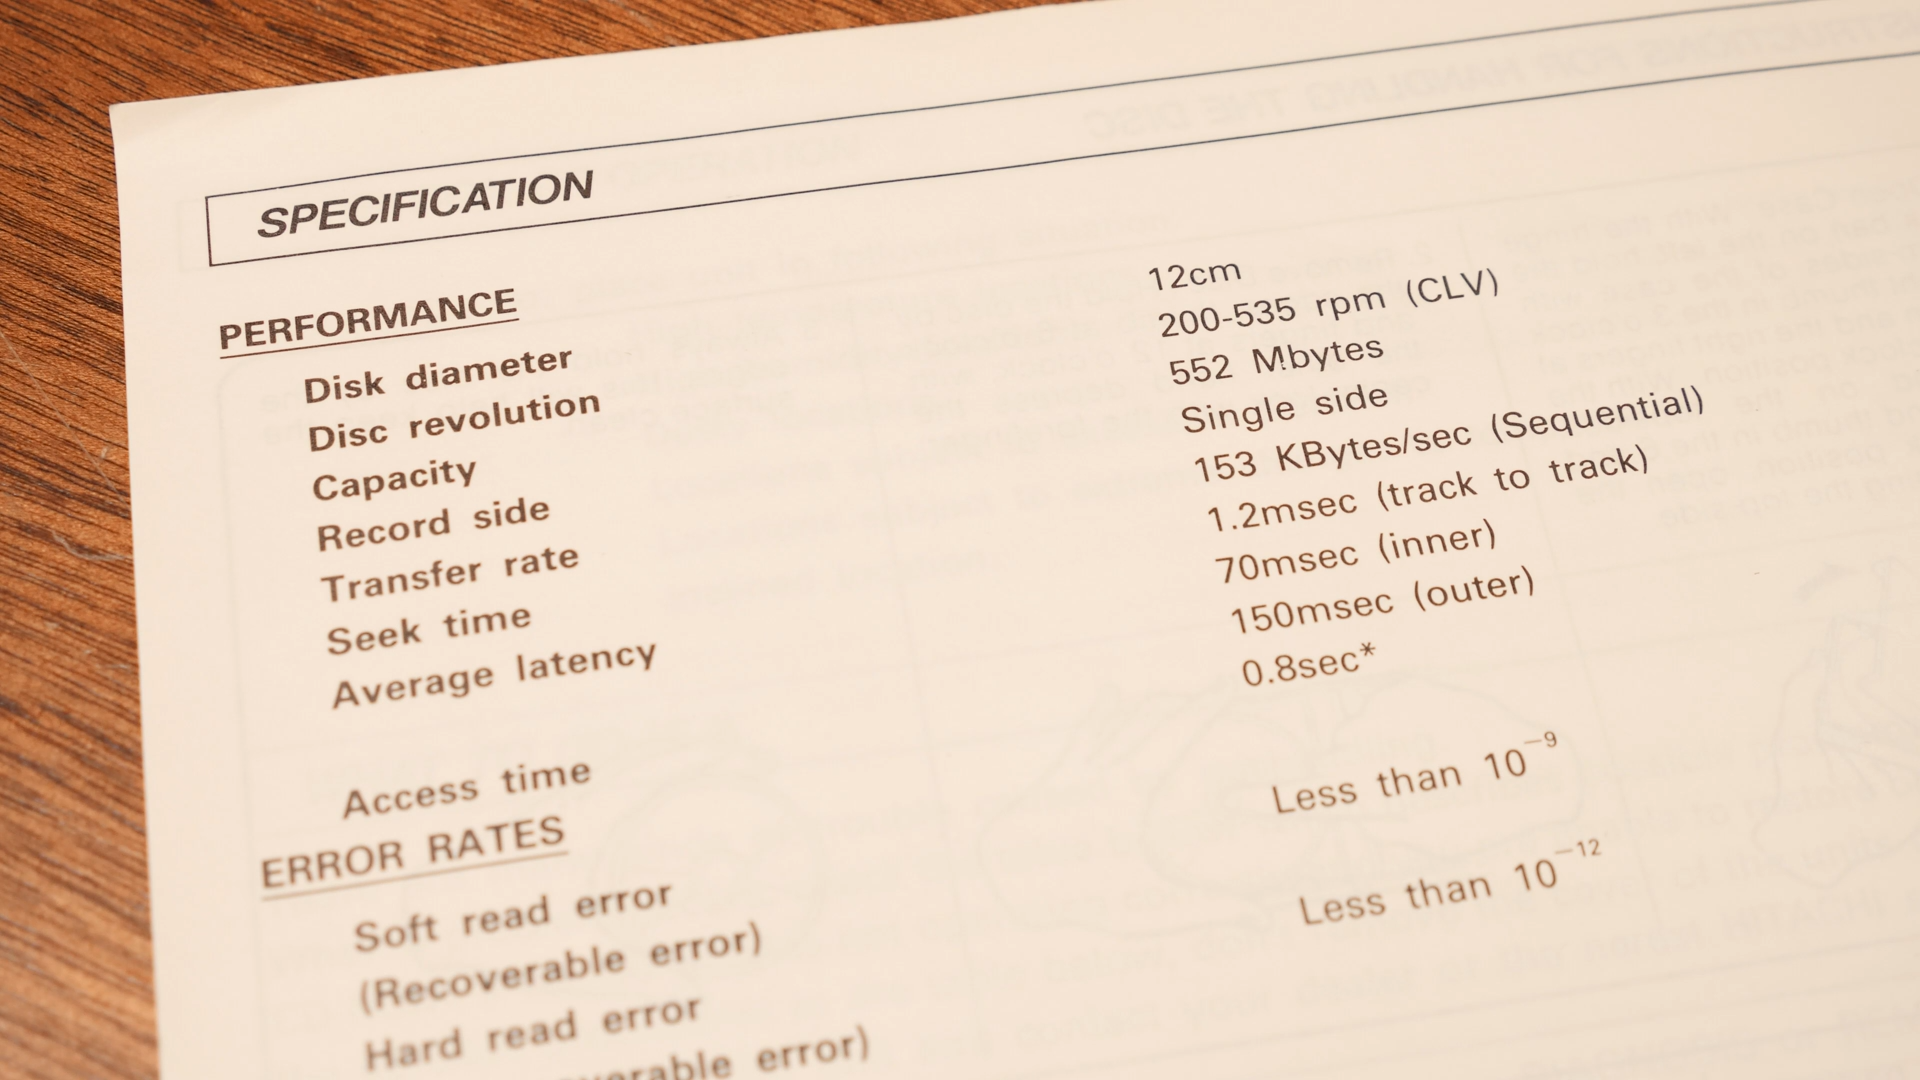 SPECIFICATION
PERFORMANCE
Disk diameter 12cm
Disc revolution 200-535 rpm (CLV)
Capacity 552 Mbytes
Record side Single side
Transfer rate 153 KBytes/sec (Sequential)
Seek time 1.2msec (track to track)
Average latency 70msec (inner)
150msec (outer)
Access time 0.8sec*
ERROR RATES
Soft read error Less than 10⁻⁹
(Recoverable error)
Hard read error Less than 10⁻¹²
error)